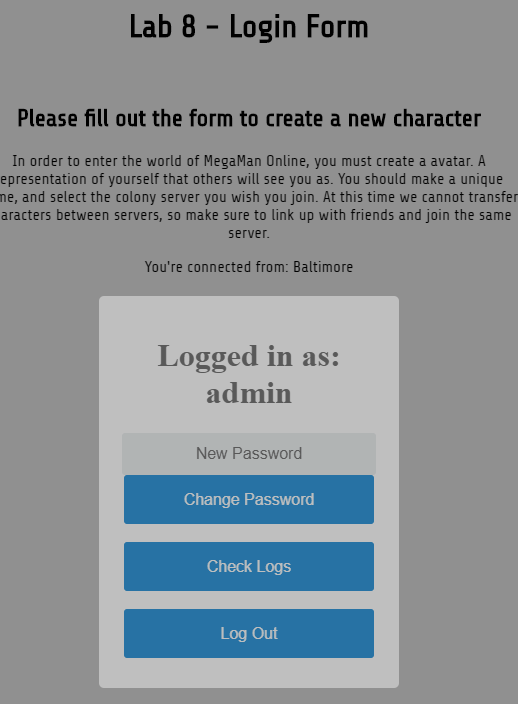 Lab 8 - Login Form
Please fill out the form to create a new character
In order to enter the world of MegaMan Online, you must create a avatar. A
epresentation of yourself that others will see you as. You should make a unique
me, and select the colony server you wish you join. At this time we cannot transfer
aracters between servers, so make sure to link up with friends and join the same
server.
You're connected from: Baltimore
Logged in as:
admin
New Password
Change Password
Check Logs
Log Out